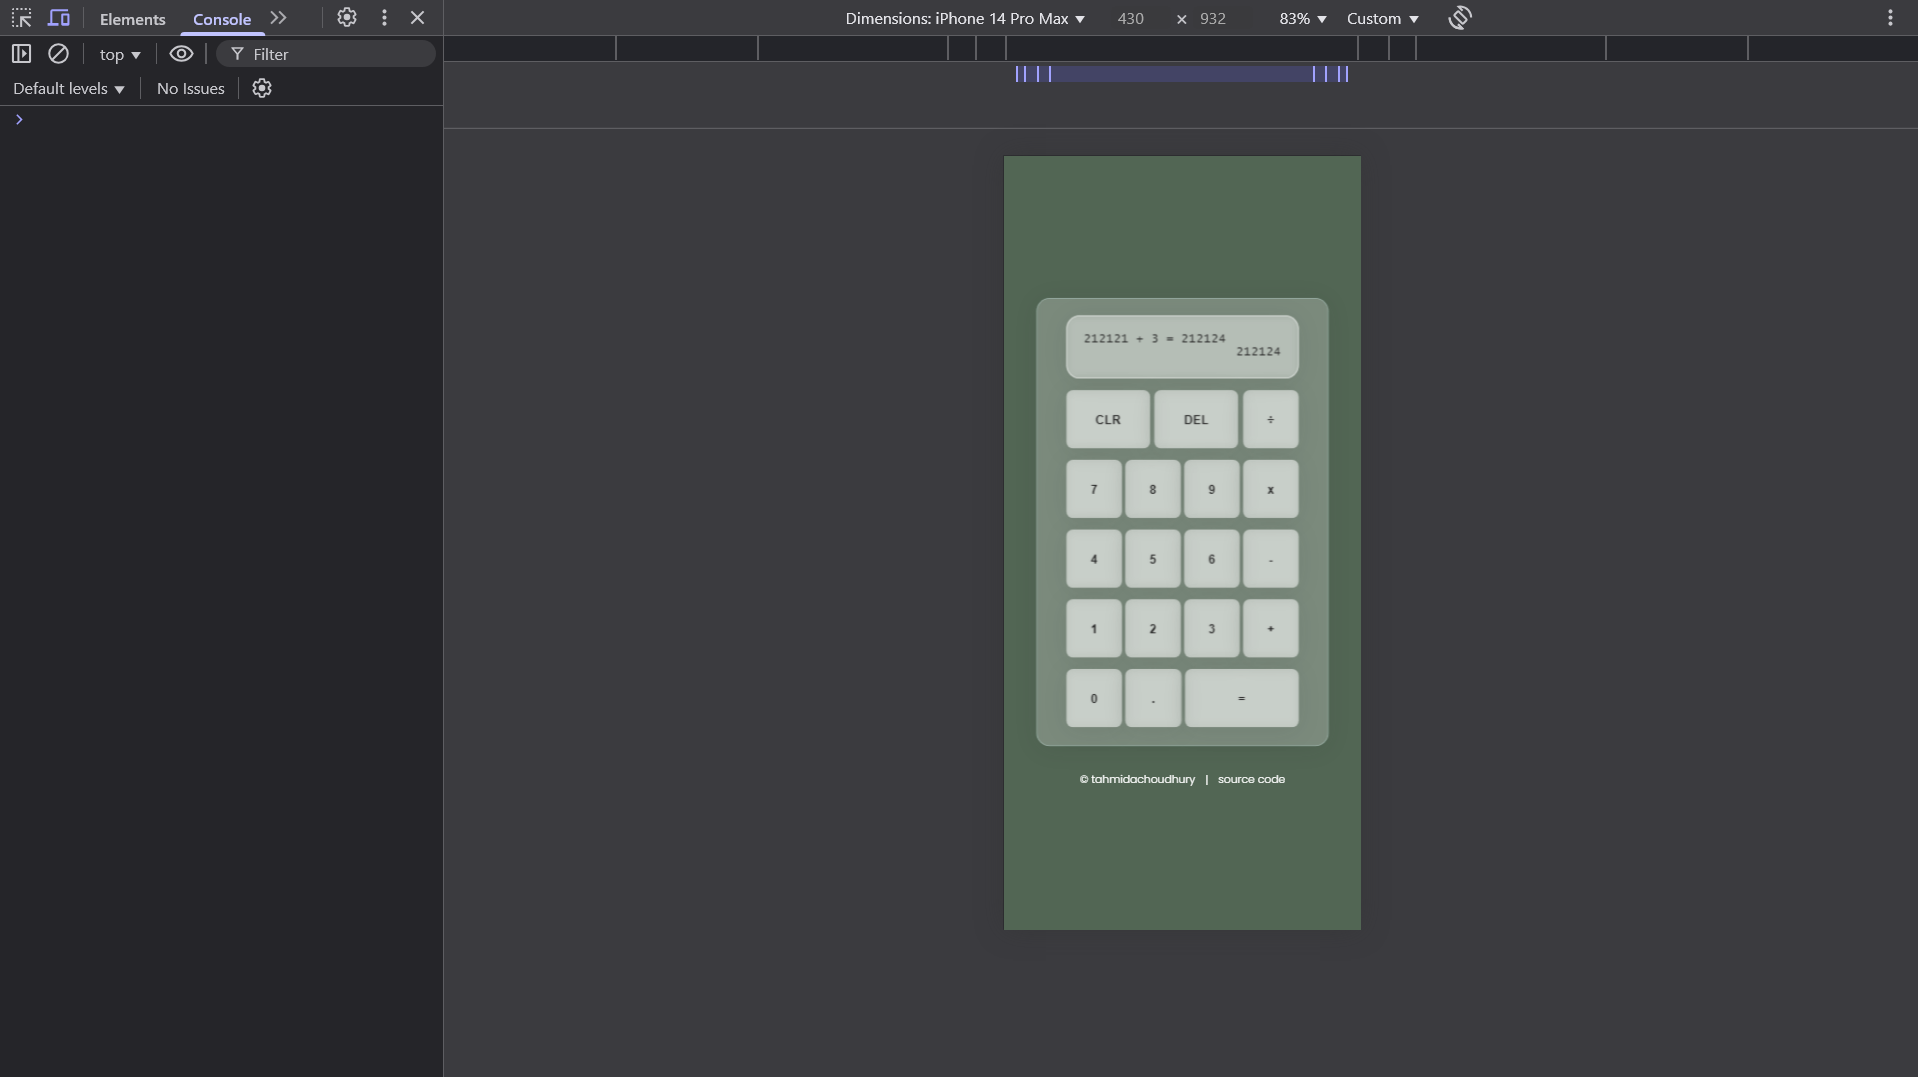 Elements Console
Dimensions: iPhone 14 Pro Max 430 × 932 83% Custom
top Filter
Default levels No Issues
212121 + 3 = 212124
212124
CLR DEL ÷
7 8 9 x
4 5 6 -
1 2 3 +
0 . =
© tahmidachoudhury | source code